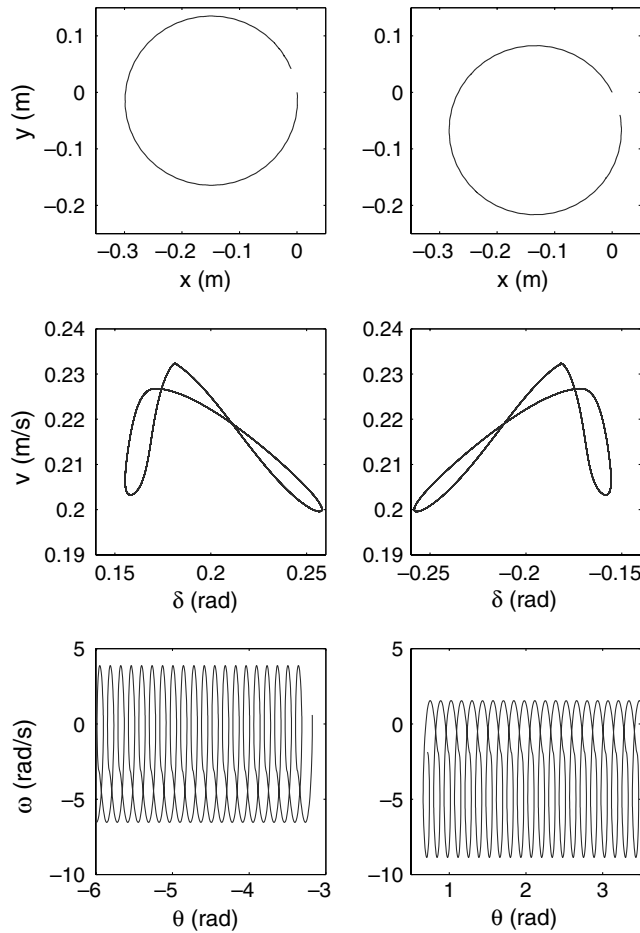 0.1
0
−0.1
−0.2
y (m)
−0.3 −0.2 −0.1 0
x (m)
0.1
0
−0.1
−0.2
−0.3 −0.2 −0.1 0
x (m)
0.24
0.23
0.22
0.21
0.2
0.19
v (m/s)
0.15 0.2 0.25
δ (rad)
0.24
0.23
0.22
0.21
0.2
0.19
−0.25 −0.2 −0.15
δ (rad)
5
0
−5
−10
ω (rad/s)
−6 −5 −4 −3
θ (rad)
5
0
−5
−10
1 2 3
θ (rad)